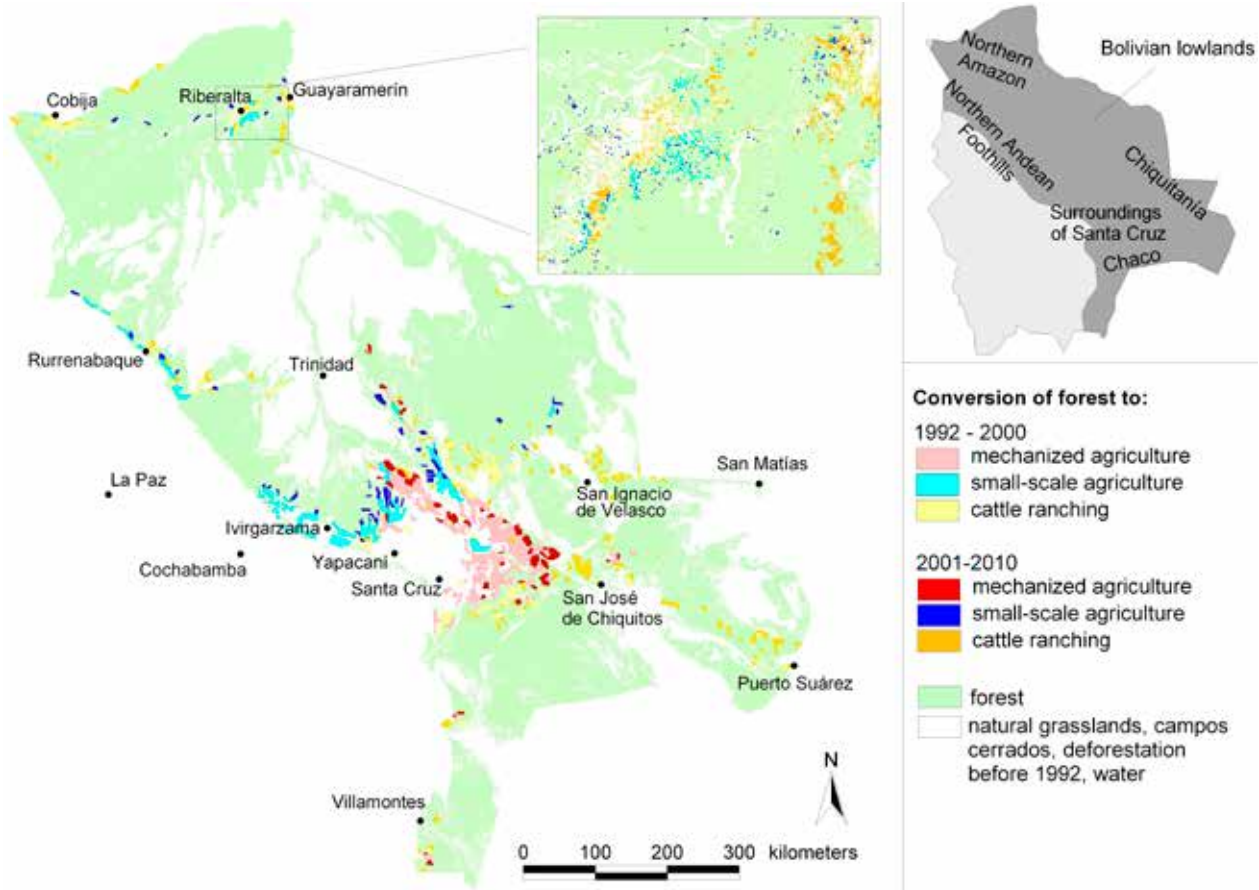 Cobija
Riberalta
Guayaramerín
Rurrenabaque
Trinidad
La Paz
Ivirgarzama
Cochabamba
Yapacani
Santa Cruz
San Ignacio
de Velasco
San Matías
San José
de Chiquitos
Puerto Suárez
Villamontes
N
0 100 200 300 kilometers
Northern
Amazon
Bolivian lowlands
Northern Andean
Foothills
Chiquitanía
Surroundings
of Santa Cruz
Chaco
Conversion of forest to:
1992 - 2000
mechanized agriculture
small-scale agriculture
cattle ranching
2001-2010
mechanized agriculture
small-scale agriculture
cattle ranching
forest
natural grasslands, campos
cerrados, deforestation
before 1992, water